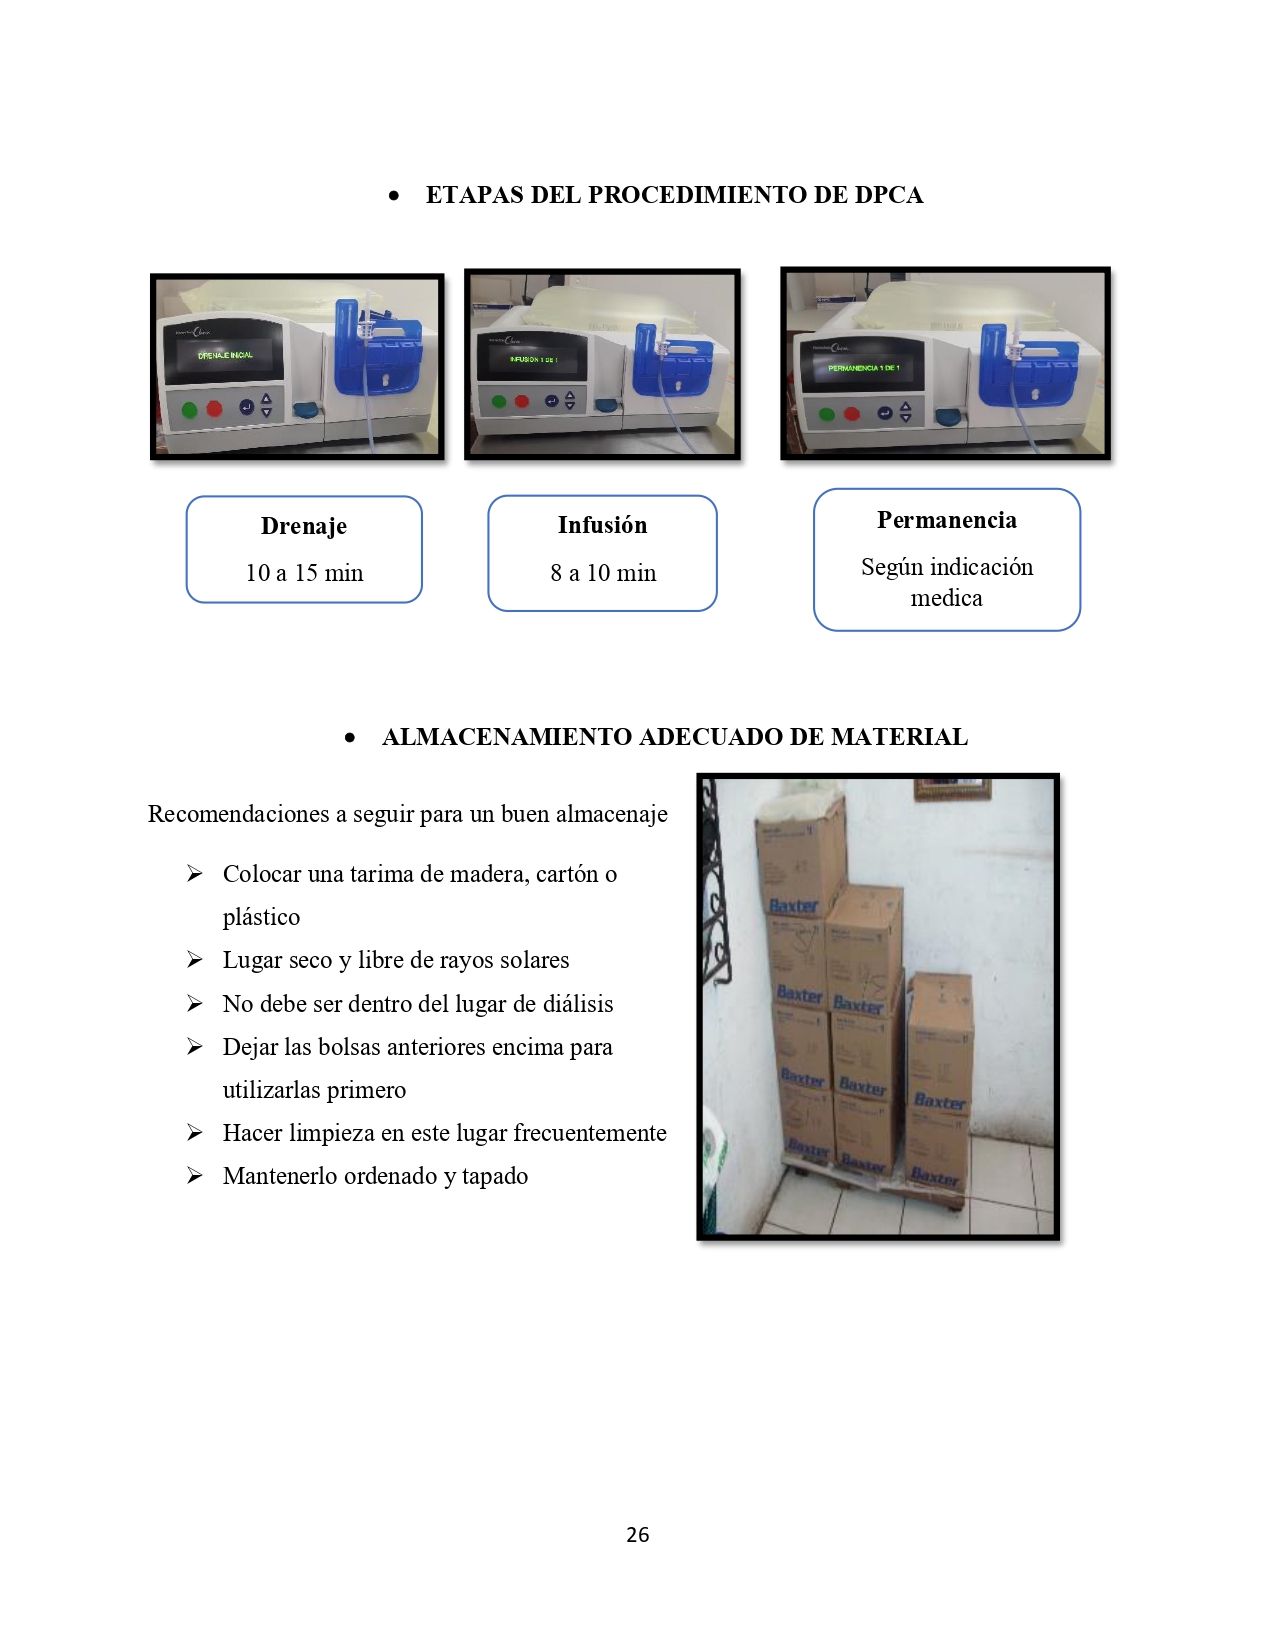 • ETAPAS DEL PROCEDIMIENTO DE DPCA
DRENAJE INICIAL
INFUSION 1 DE 1
PERMANENCIA 1 DE 1
Drenaje
10 a 15 min
Infusión
8 a 10 min
Permanencia
Según indicación
medica
• ALMACENAMIENTO ADECUADO DE MATERIAL
Recomendaciones a seguir para un buen almacenaje
➢ Colocar una tarima de madera, cartón o
plástico
➢ Lugar seco y libre de rayos solares
➢ No debe ser dentro del lugar de diálisis
➢ Dejar las bolsas anteriores encima para
utilizarlas primero
➢ Hacer limpieza en este lugar frecuentemente
➢ Mantenerlo ordenado y tapado
Baxter
Baxter
Baxter
Baxter
Baxter
Baxter
Baxter
Baxter
Baxter
26